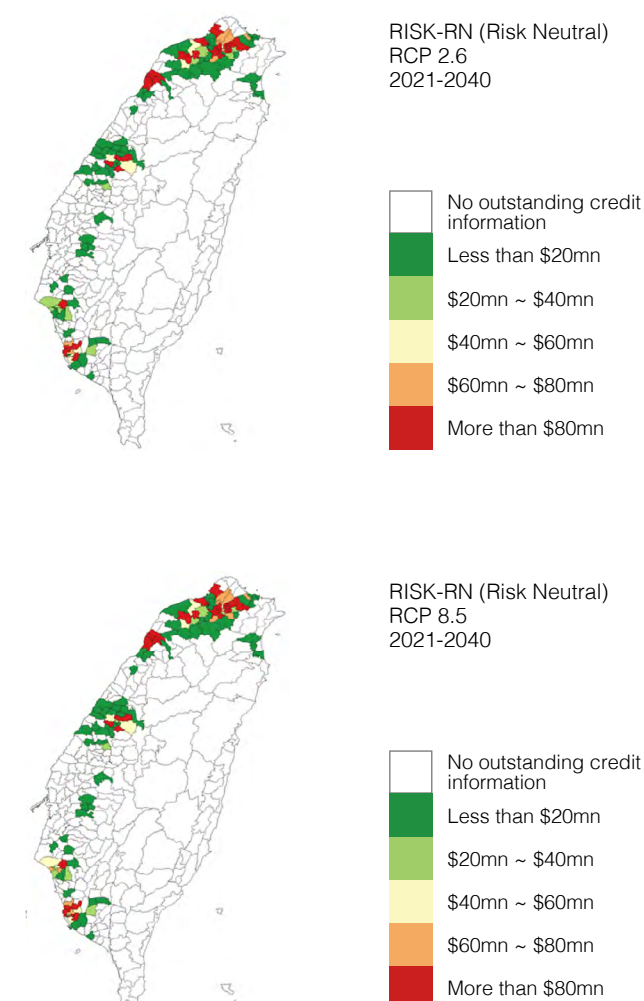 RISK-RN (Risk Neutral)
RCP 2.6
2021-2040
No outstanding credit
information
Less than $20mn
$20mn ~ $40mn
$40mn ~ $60mn
$60mn ~ $80mn
More than $80mn
RISK-RN (Risk Neutral)
RCP 8.5
2021-2040
No outstanding credit
information
Less than $20mn
$20mn ~ $40mn
$40mn ~ $60mn
$60mn ~ $80mn
More than $80mn